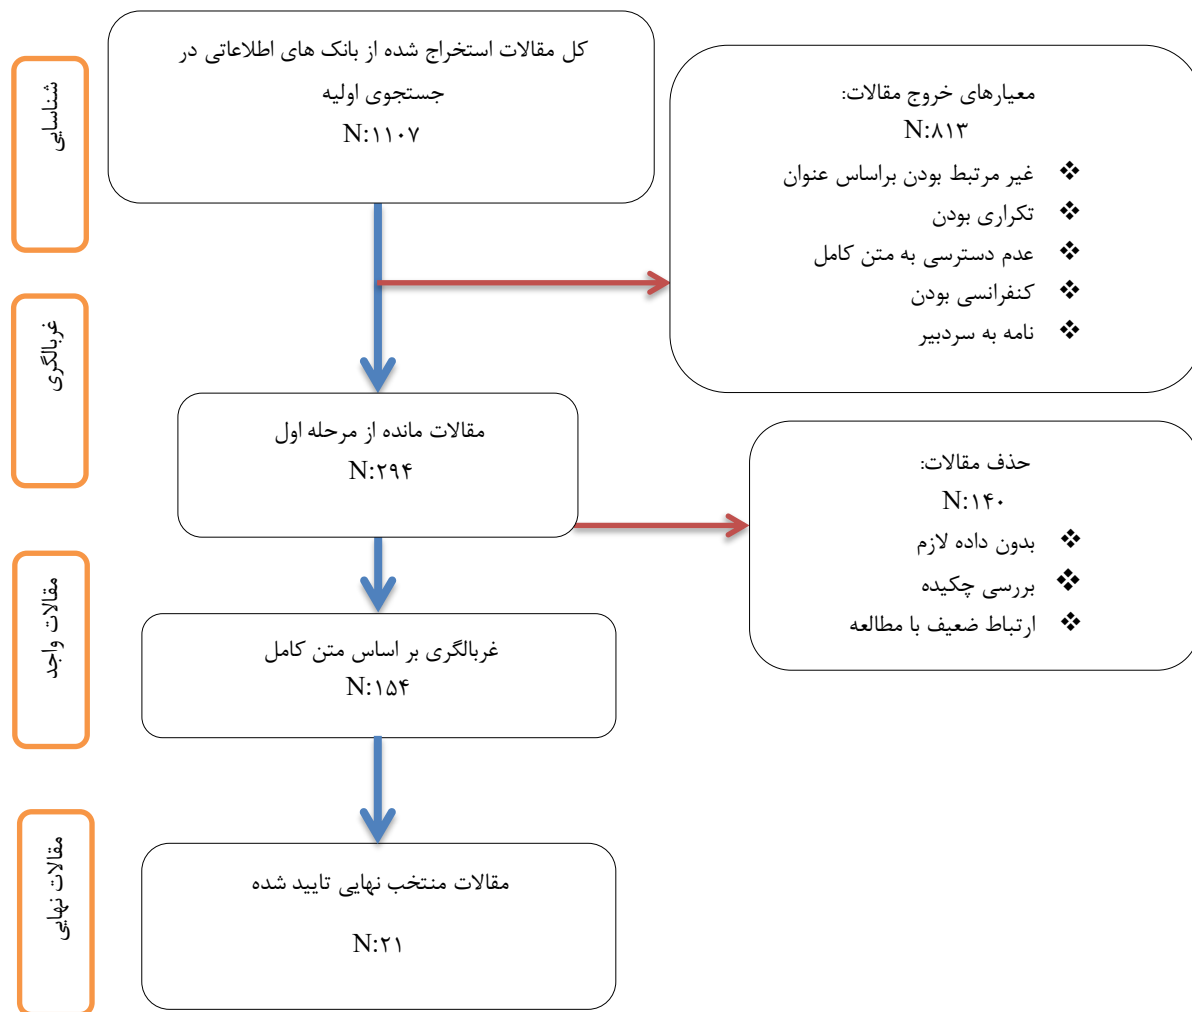 شناسایی
کل مقالات استخراج شده از بانک های اطلاعاتی در
جستجوی اولیه
N:۱۱۰۷
معیارهای خروج مقالات:
N:۸۱۳
❖ غیر مرتبط بودن براساس عنوان
❖ تکراری بودن
❖ عدم دسترسی به متن کامل
❖ کنفرانسی بودن
❖ نامه به سردبیر
غربالگری
مقالات مانده از مرحله اول
N:۲۹۴
حذف مقالات:
N:۱۴۰
❖ بدون داده لازم
❖ بررسی چکیده
❖ ارتباط ضعیف با مطالعه
مقالات واجد
غربالگری بر اساس متن کامل
N:۱۵۴
مقالات نهایی
مقالات منتخب نهایی تایید شده
N:۲۱